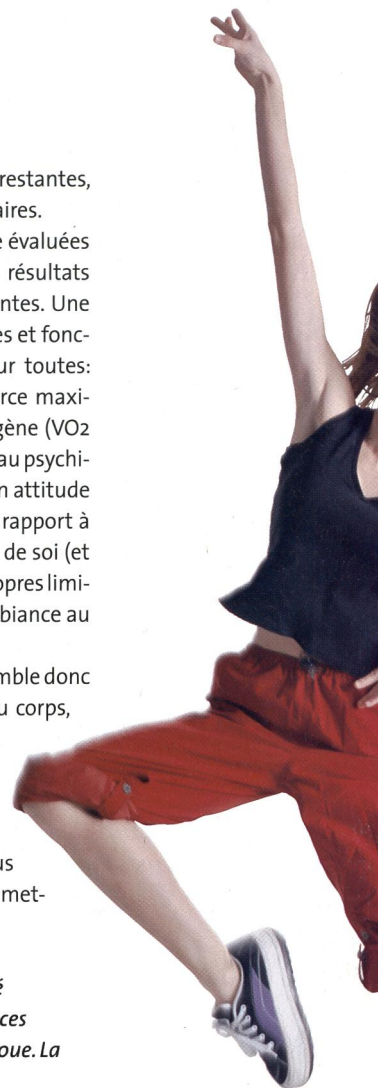 restantes,
aires.
e évaluées
résultats
ntes. Une
es et fonc-
ur toutes:
rce maxi-
gène (VO2
au psychi-
n attitude
rapport à
de soi (et
opres limi-
biance au
mble donc
u corps,
us
met-
é
ces
oue. La